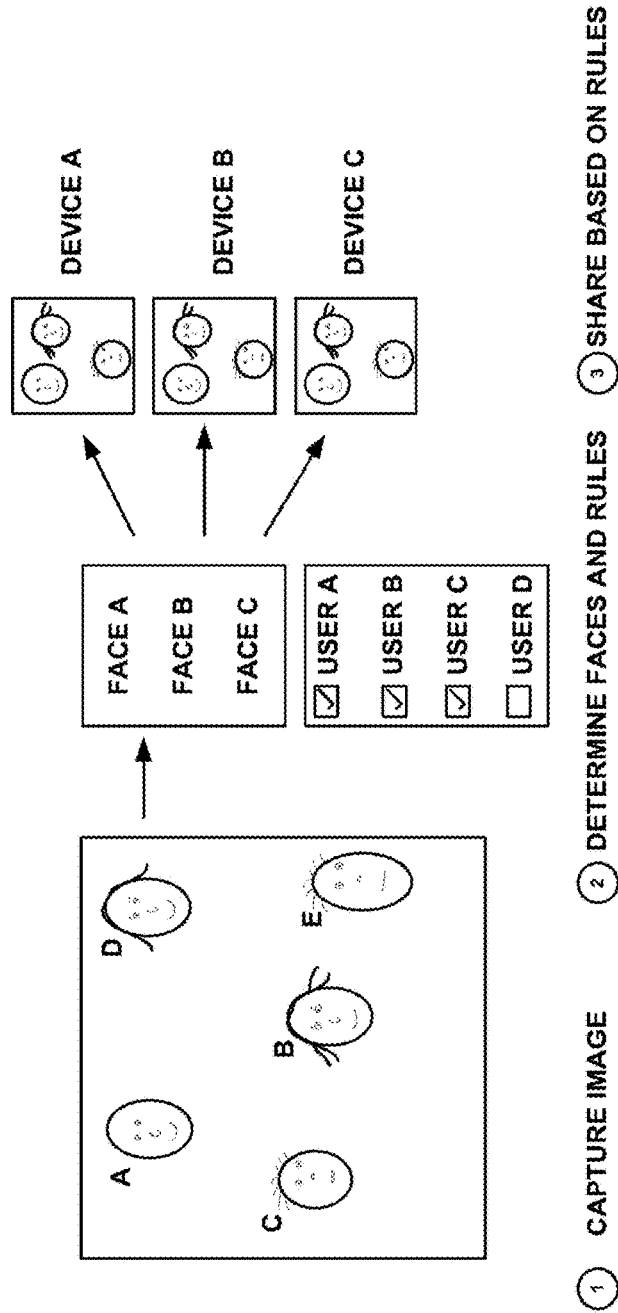 A
D
C
B
E
FACE A
FACE B
FACE C
USER A
USER B
USER C
USER D
DEVICE A
DEVICE B
DEVICE C
1 CAPTURE IMAGE
2 DETERMINE FACES AND RULES
3 SHARE BASED ON RULES